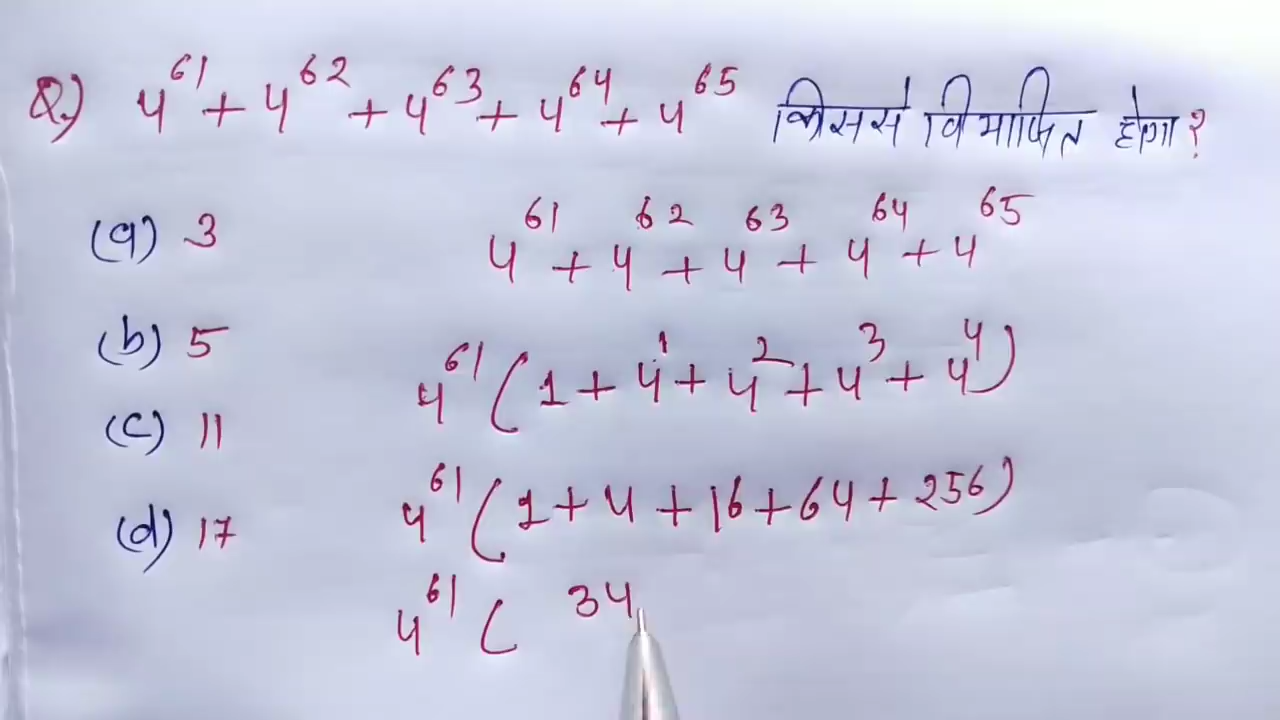 Q.) 4^61 + 4^62 + 4^63 + 4^64 + 4^65 किससे विभाजित होगा?
(a) 3
(b) 5
(c) 11
(d) 17
4^61 + 4^62 + 4^63 + 4^64 + 4^65
4^61 (1 + 4^1 + 4^2 + 4^3 + 4^4)
4^61 (1 + 4 + 16 + 64 + 256)
4^61 ( 34